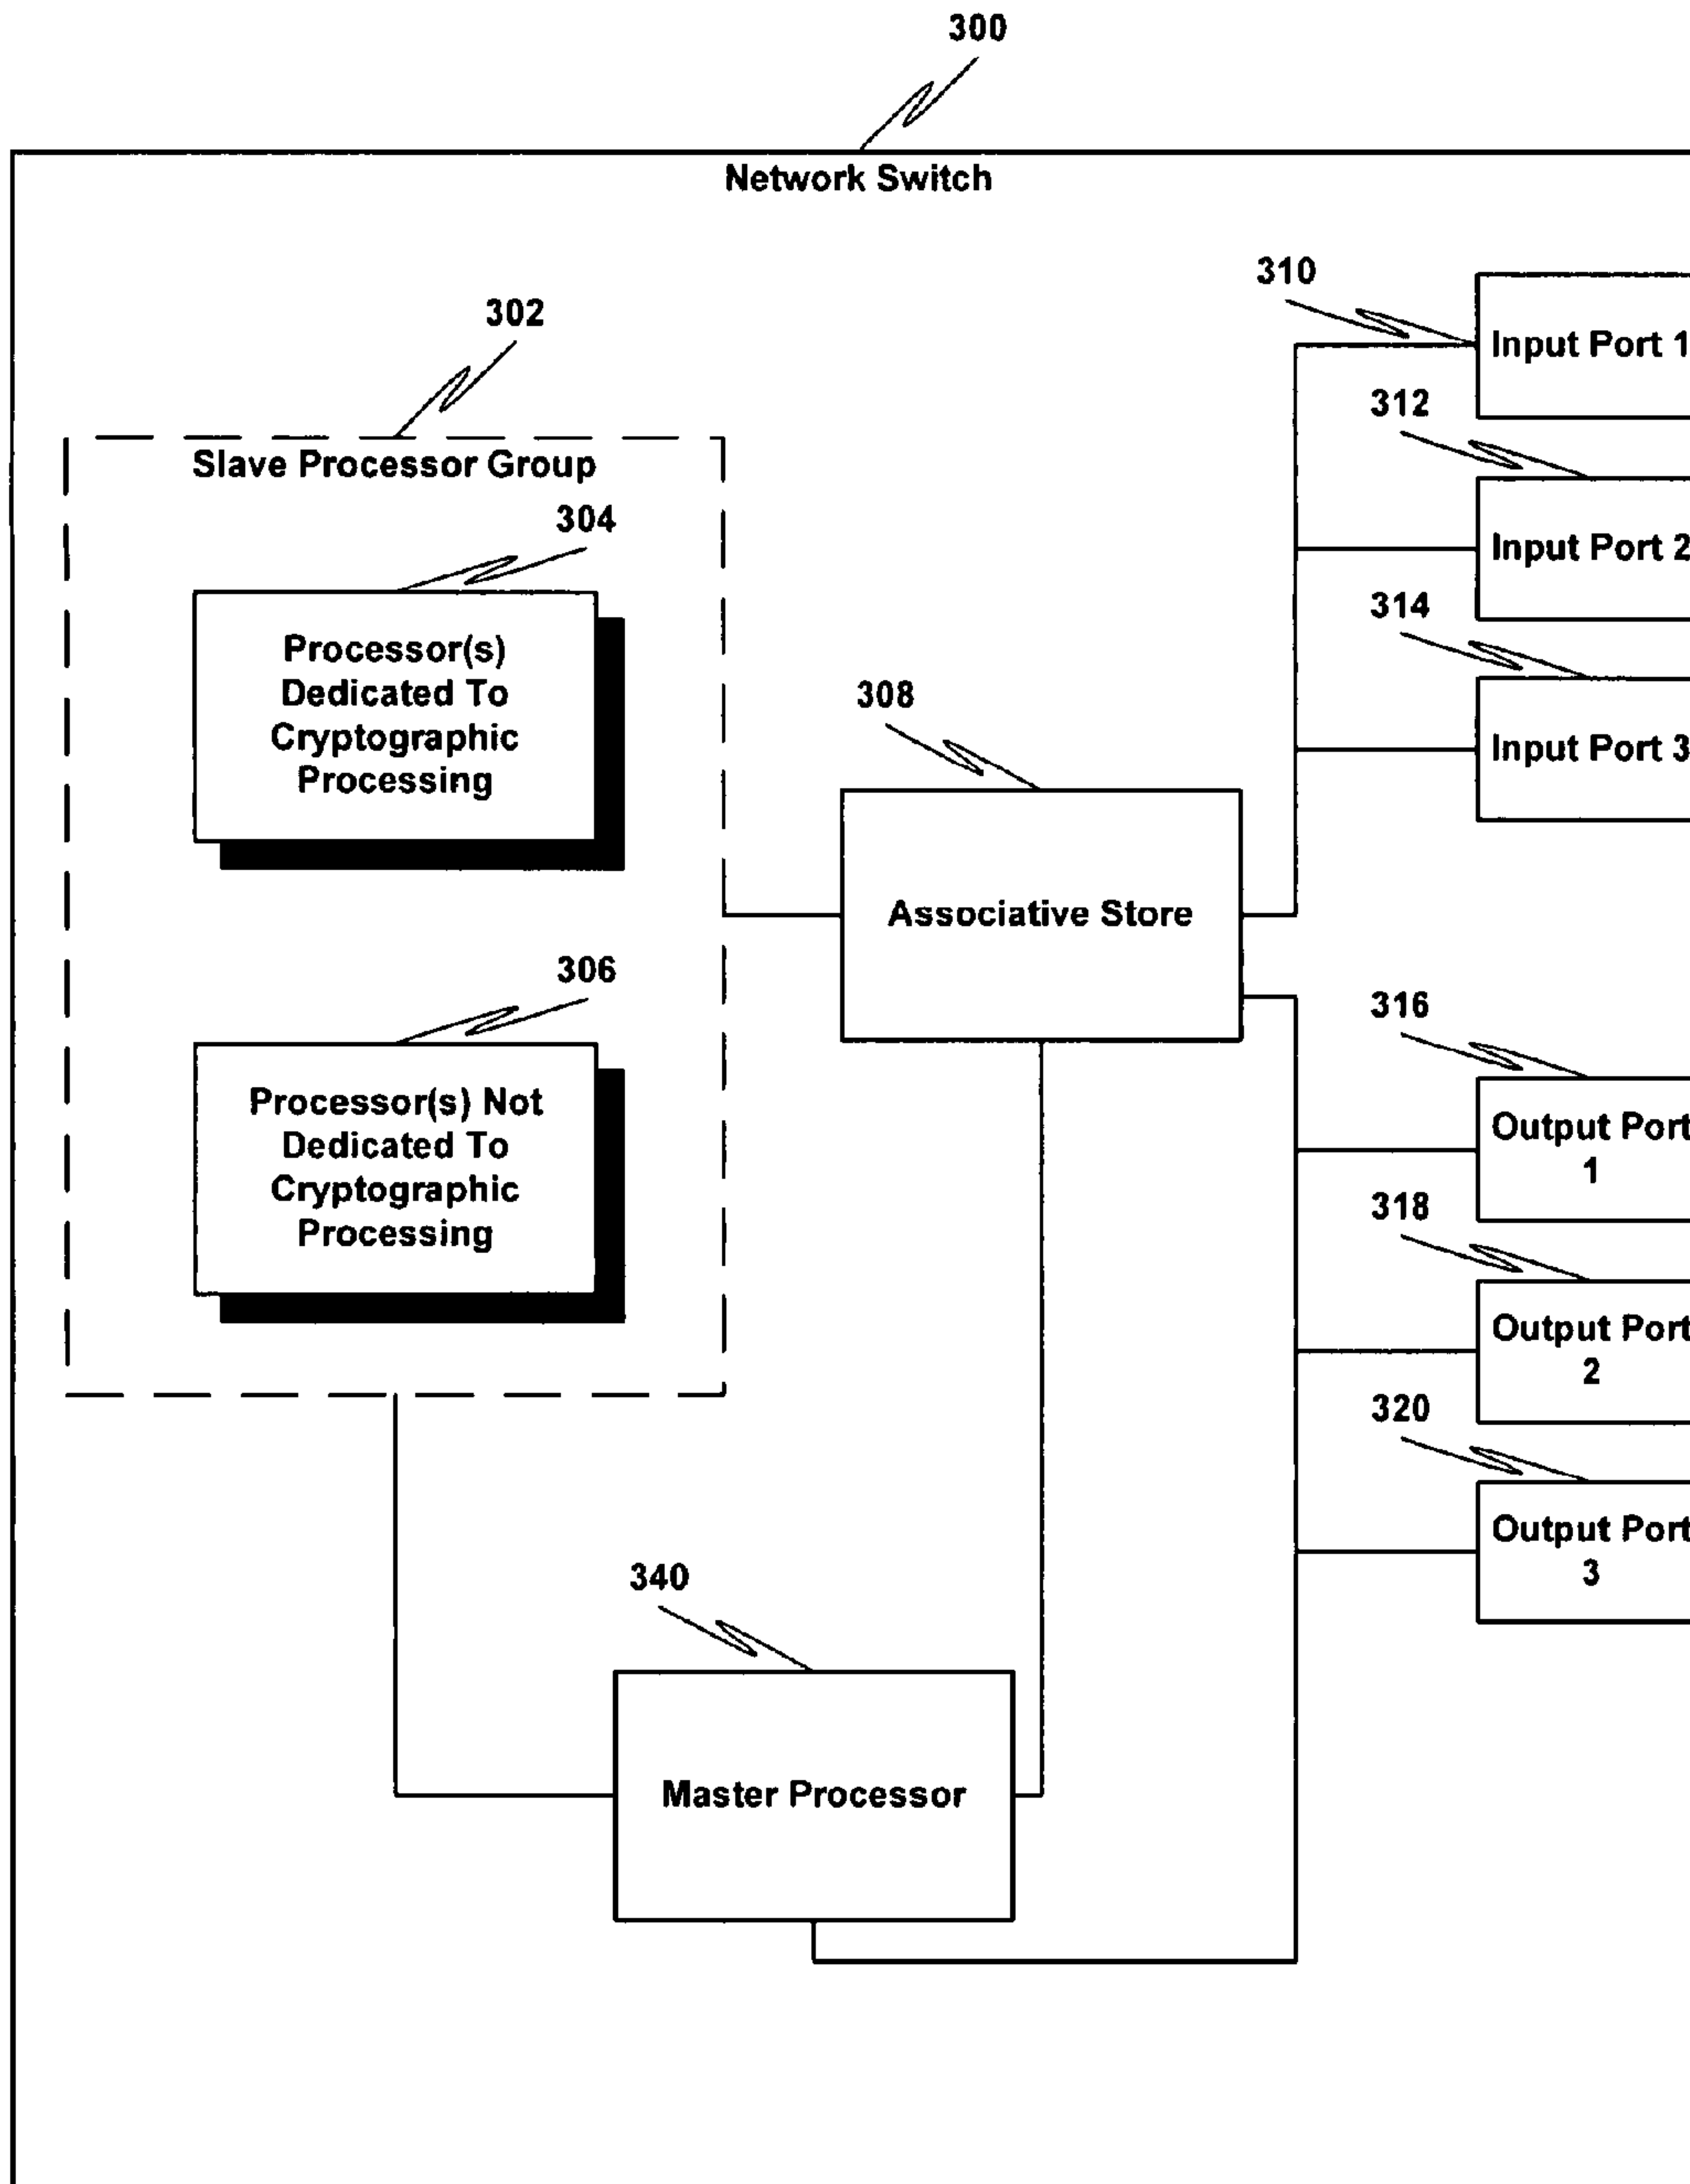 300
Network Switch
310
Input Port 1
302
312
Slave Processor Group
Input Port 2
304
314
Processor(s)
Dedicated To
Cryptographic
Processing
308
Input Port 3
Associative Store
306
316
Processor(s) Not
Dedicated To
Cryptographic
Processing
Output Port
1
318
Output Port
2
320
Output Port
3
340
Master Processor